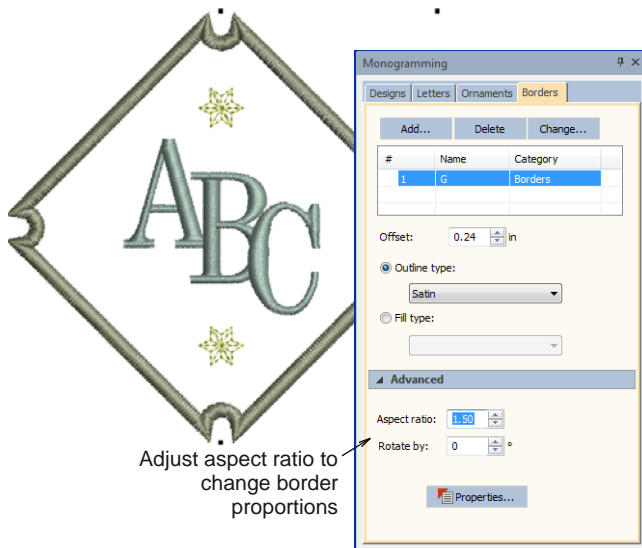 Monogramming
Designs Letters Ornaments Borders
Add... Delete Change...
# Name Category
1 G Borders
Offset: 0.24 in
Outline type:
Satin
Fill type:
Advanced
Aspect ratio: 1.50
Rotate by: 0 °
Properties...
ABC
Adjust aspect ratio to
change border
proportions